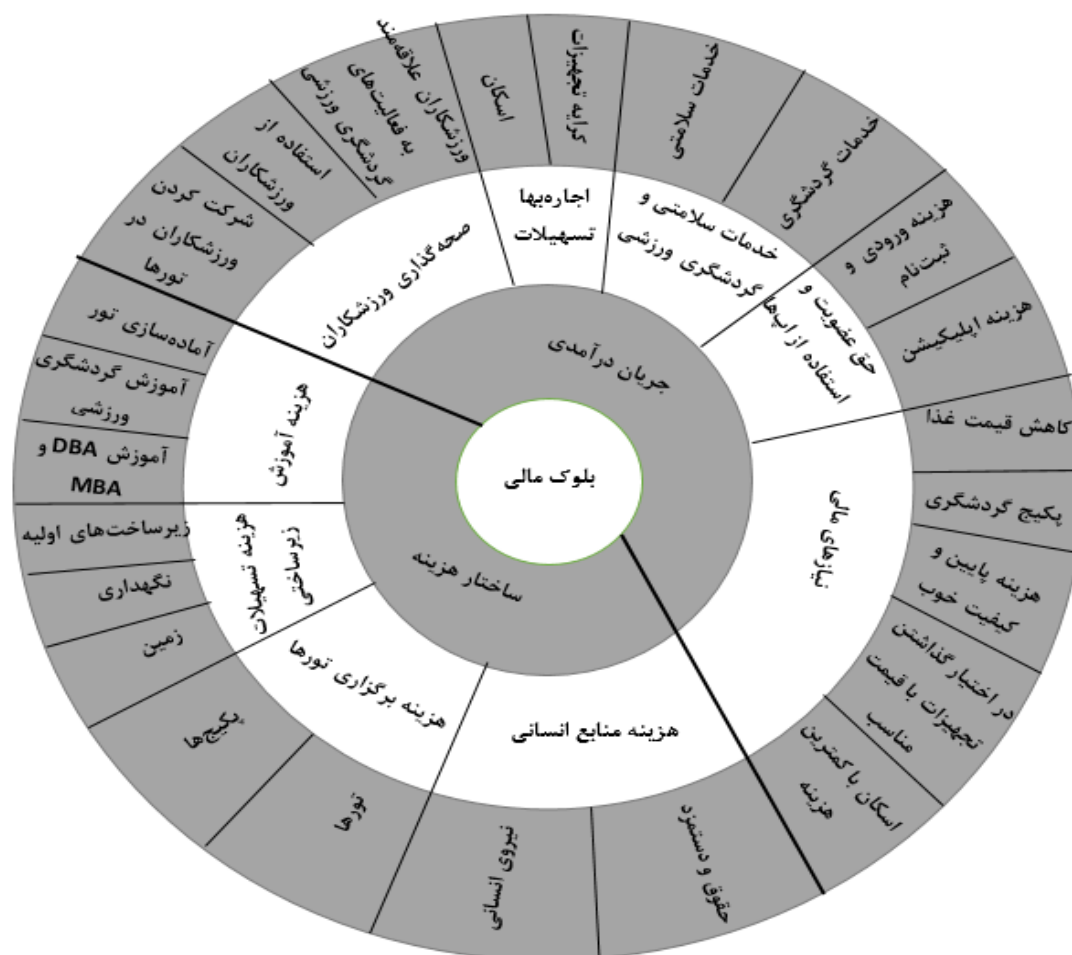 بلوک مالی
جریان درآمدی
ساختار هزینه
اجاره‌بها
تسهیلات
خدمات سلامتی و
گردشگری ورزشی
حق عضویت و
استفاده از اپ‌ها
نیازهای مالی
هزینه منابع انسانی
هزینه برگزاری تورها
هزینه تسهیلات
زیرساختی
هزینه آموزش
صحه‌گذاری ورزشکاران
اسکان
کرایه تجهیزات
خدمات سلامتی
خدمات گردشگری
هزینه ورودی و
ثبت‌نام
هزینه اپلیکیشن
کاهش قیمت غذا
پکیج گردشگری
هزینه پایین و
کیفیت خوب
در اختیار گذاشتن
تجهیزات با قیمت
مناسب
اسکان با کمترین
هزینه
حقوق و دستمزد
نیروی انسانی
تورها
پکیج‌ها
زمین
نگهداری
زیرساخت‌های اولیه
آموزش DBA و
MBA
آموزش گردشگری
ورزشی
آماده‌سازی تور
شرکت کردن
ورزشکاران در
تورها
استفاده از
ورزشکاران
ورزشکاران علاقه‌مند
به فعالیت‌های
گردشگری ورزشی